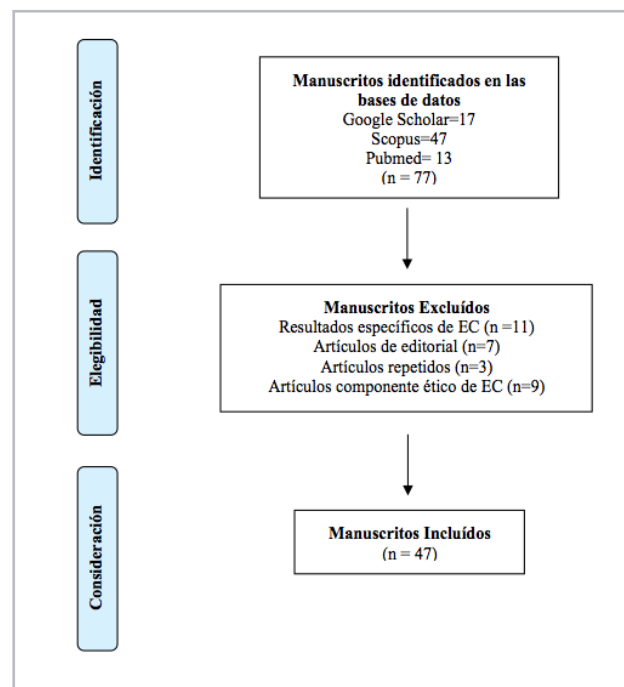 Identificación
Manuscritos identificados en las
bases de datos
Google Scholar=17
Scopus=47
Pubmed= 13
(n = 77)
Elegibilidad
Manuscritos Excluídos
Resultados específicos de EC (n =11)
Artículos de editorial (n=7)
Artículos repetidos (n=3)
Artículos componente ético de EC (n=9)
Consideración
Manuscritos Incluídos
(n = 47)